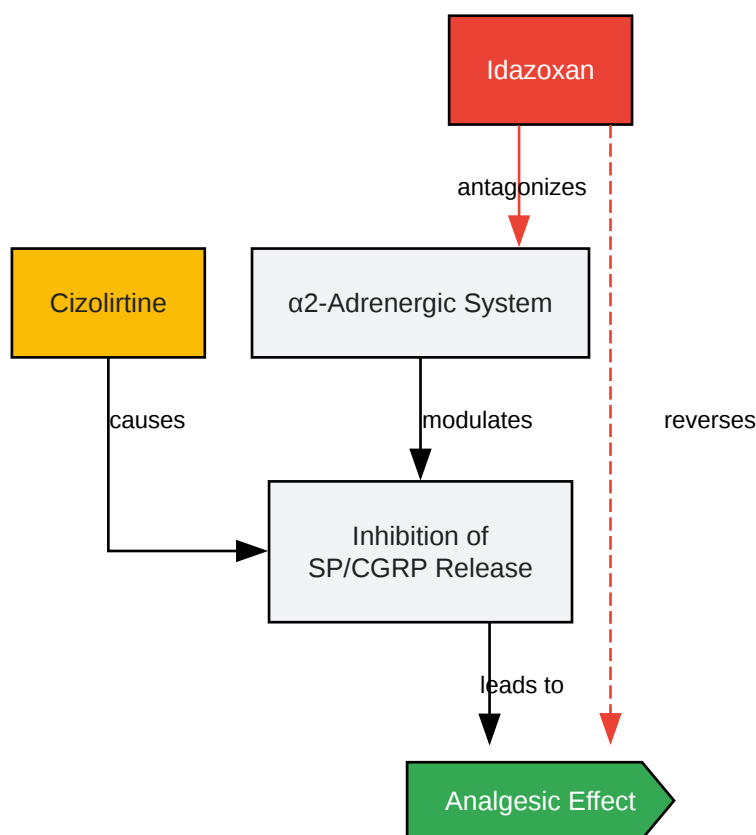 Idazoxan
antagonizes
Cizolirtine
α2-Adrenergic System
causes
modulates
reverses
Inhibition of
SP/CGRP Release
leads to
Analgesic Effect